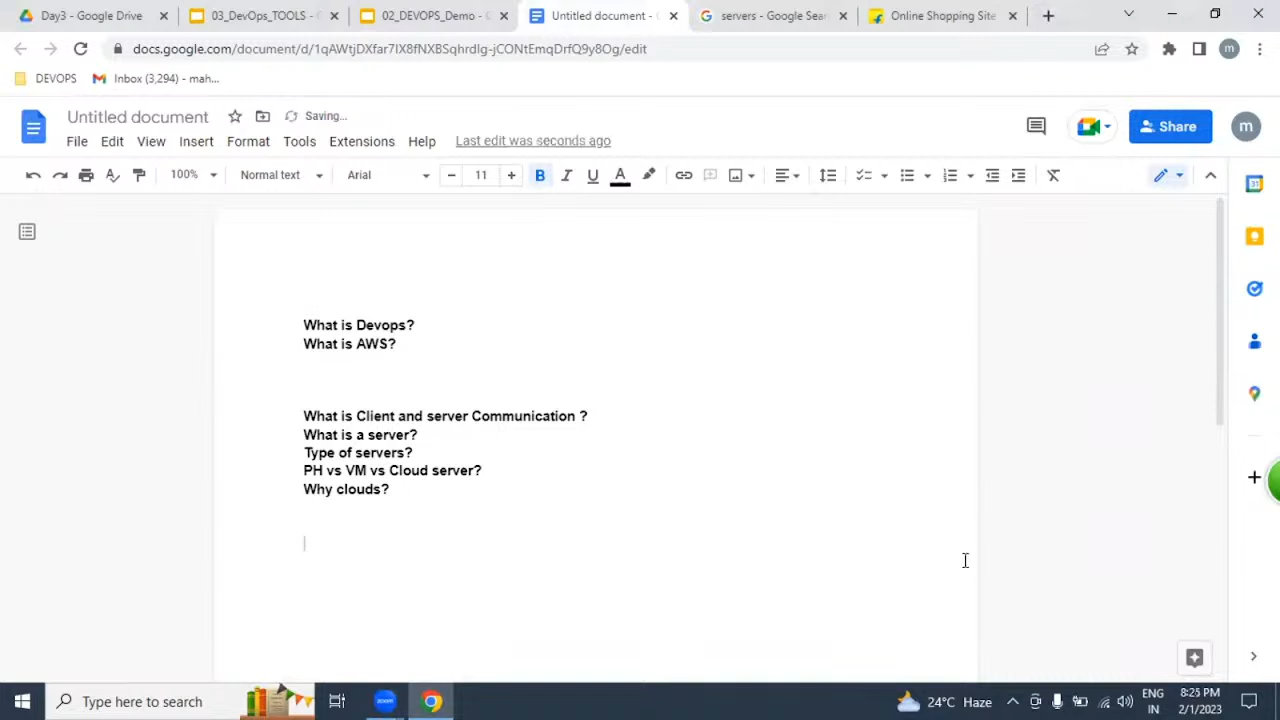 Day3 - Google Drive
03_DevOps_TOOLS -
02_DEVOPS_Demo -
Untitled document -
servers - Google Sear
Online Shopping Site
docs.google.com/document/d/1qAWtjDXfar7lX8fNXBSqhrdIg-jCONtEmqDrfQ9y8Og/edit
DEVOPS
Inbox (3,294) - mah...
m
Untitled document
Saving...
File Edit View Insert Format Tools Extensions Help Last edit was seconds ago
Share
m
100% Normal text Arial 11 B I U A
What is Devops?
What is AWS?
What is Client and server Communication ?
What is a server?
Type of servers?
PH vs VM vs Cloud server?
Why clouds?
Type here to search
zoom
24°C Haze
ENG
IN
8:25 PM
2/1/2023